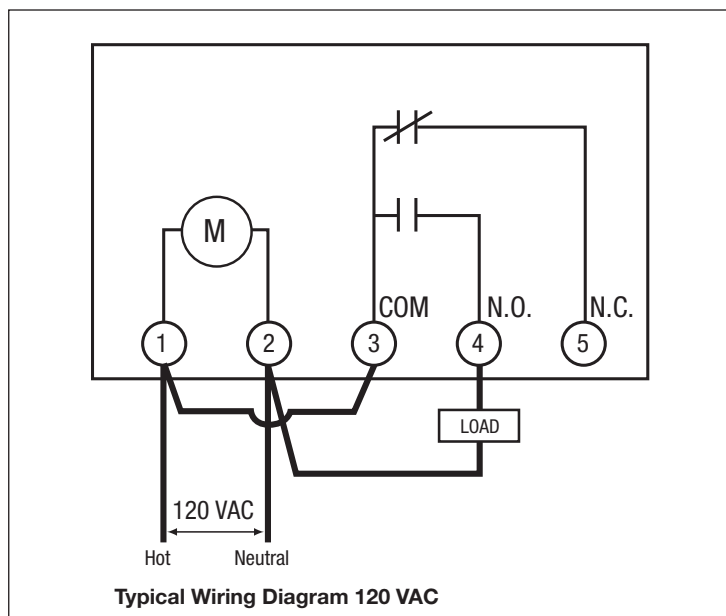 M
COM N.O. N.C.
1 2 3 4 5
LOAD
120 VAC
Hot Neutral
Typical Wiring Diagram 120 VAC